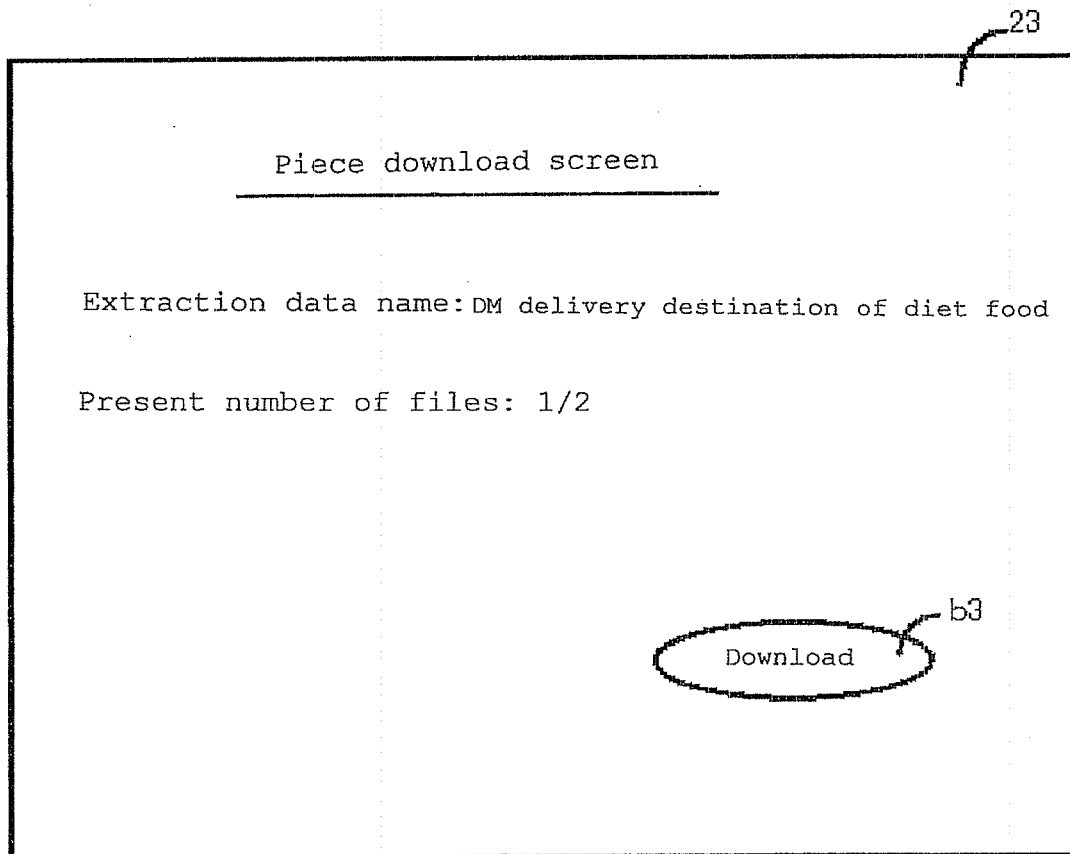 23
Piece download screen
Extraction data name: DM delivery destination of diet food
Present number of files: 1/2
b3
Download